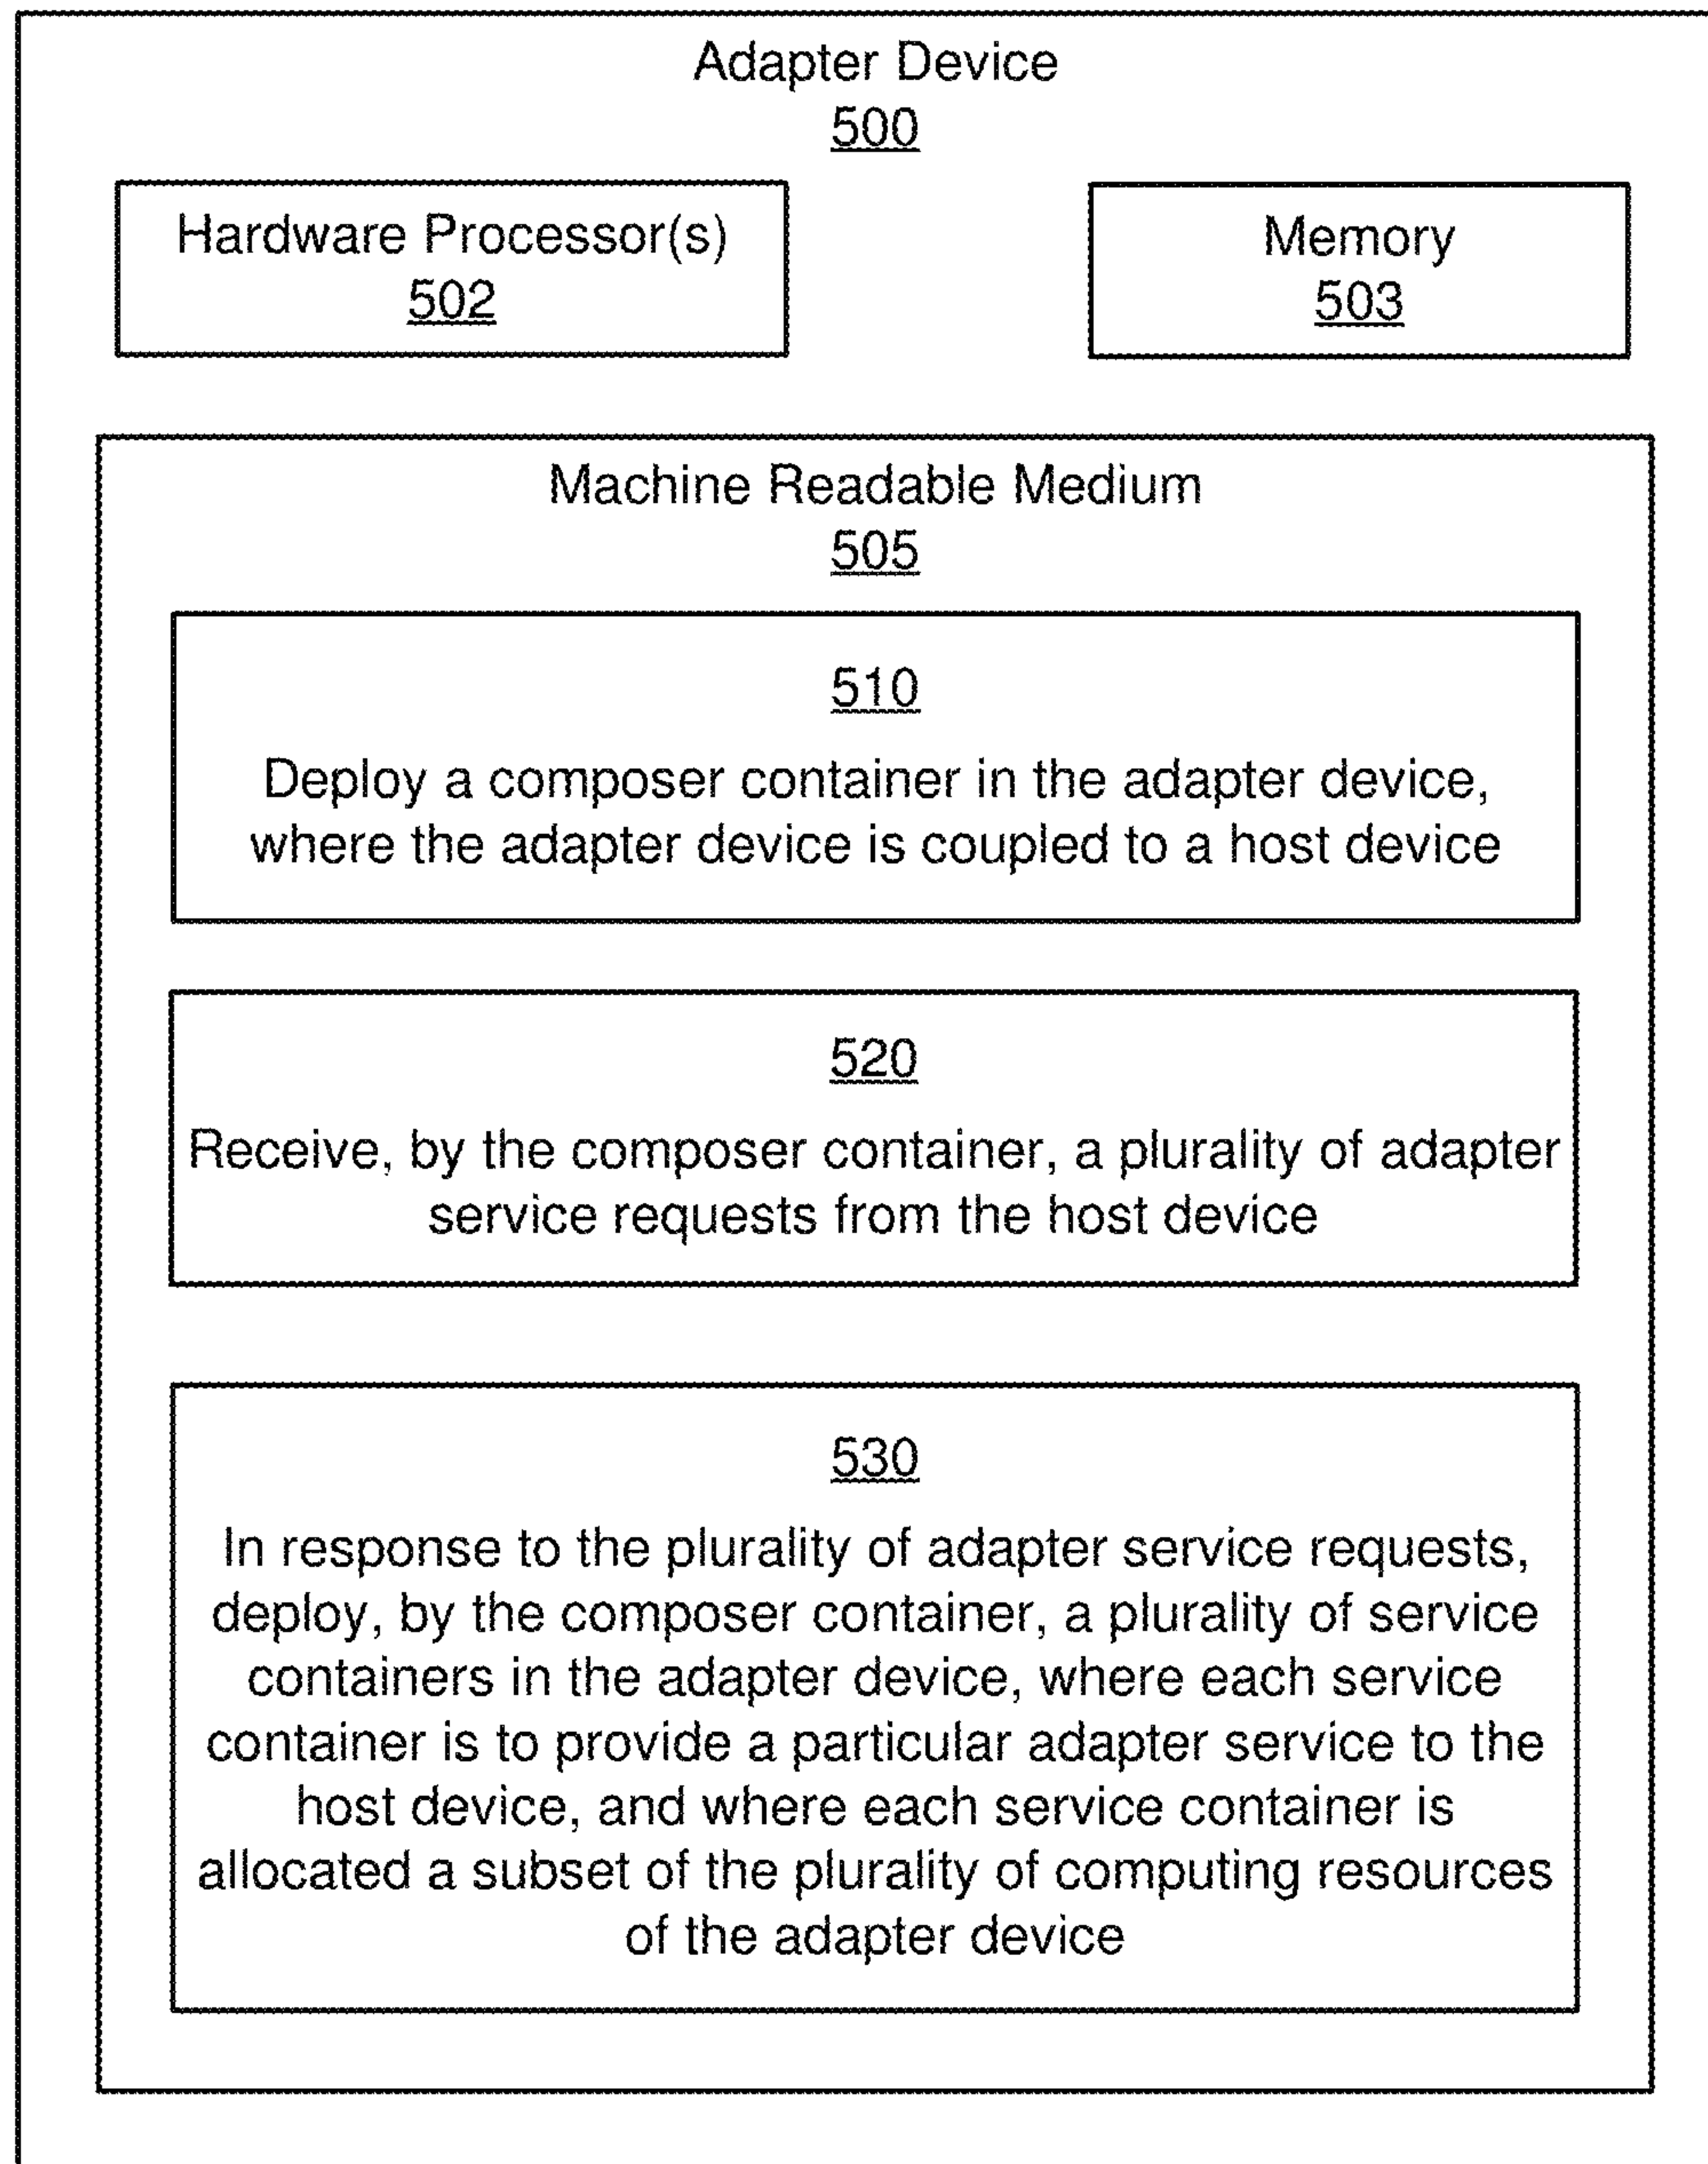 Adapter Device
500
Hardware Processor(s)
502
Memory
503
Machine Readable Medium
505
510
Deploy a composer container in the adapter device,
where the adapter device is coupled to a host device
520
Receive, by the composer container, a plurality of adapter
service requests from the host device
530
In response to the plurality of adapter service requests,
deploy, by the composer container, a plurality of service
containers in the adapter device, where each service
container is to provide a particular adapter service to the
host device, and where each service container is
allocated a subset of the plurality of computing resources
of the adapter device